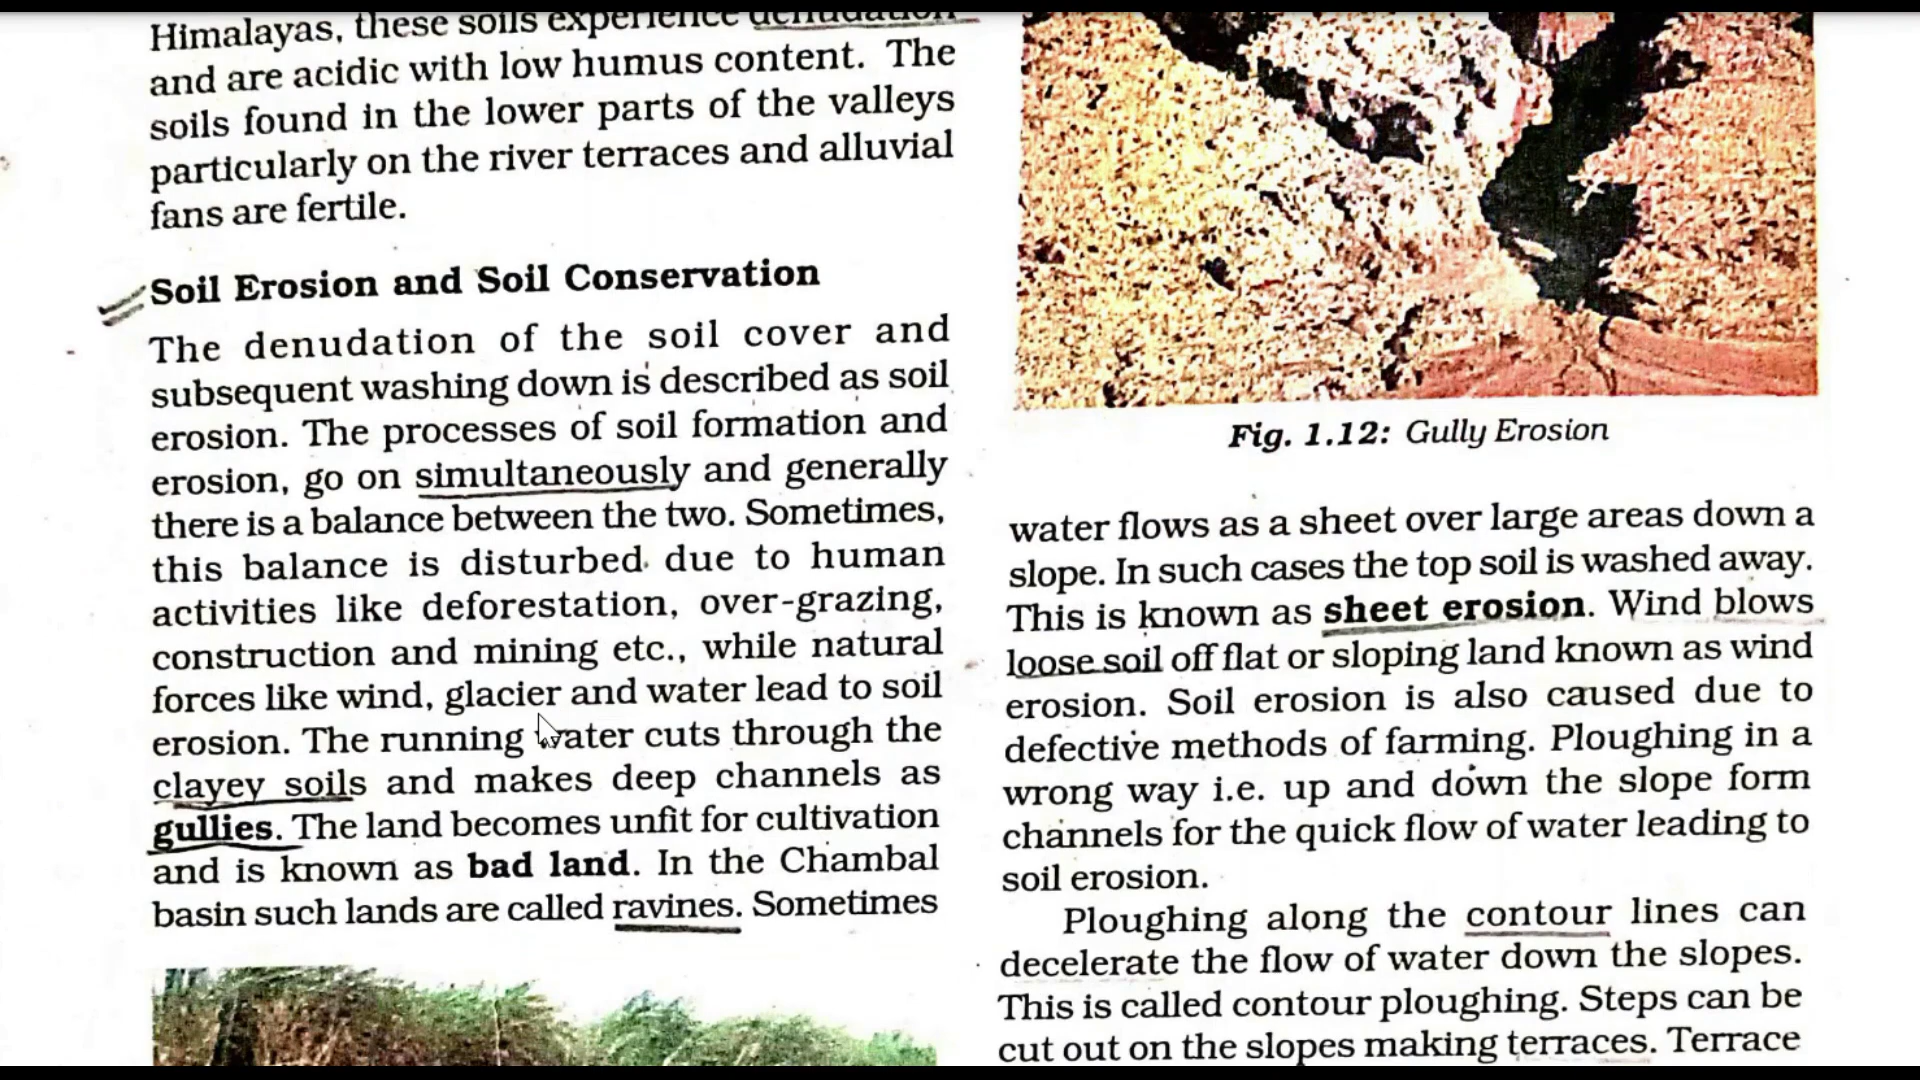 Himalayas, these soils experience denudation
and are acidic with low humus content. The
soils found in the lower parts of the valleys
particularly on the river terraces and alluvial
fans are fertile.
Soil Erosion and Soil Conservation
The denudation of the soil cover and
subsequent washing down is described as soil
erosion. The processes of soil formation and
erosion, go on simultaneously and generally
there is a balance between the two. Sometimes,
this balance is disturbed due to human
activities like deforestation, over-grazing,
construction and mining etc., while natural
forces like wind, glacier and water lead to soil
erosion. The running water cuts through the
clayey soils and makes deep channels as
gullies. The land becomes unfit for cultivation
and is known as bad land. In the Chambal
basin such lands are called ravines. Sometimes
Fig. 1.12: Gully Erosion
water flows as a sheet over large areas down a
slope. In such cases the top soil is washed away.
This is known as sheet erosion. Wind blows
loose soil off flat or sloping land known as wind
erosion. Soil erosion is also caused due to
defective methods of farming. Ploughing in a
wrong way i.e. up and down the slope form
channels for the quick flow of water leading to
soil erosion.
Ploughing along the contour lines can
decelerate the flow of water down the slopes.
This is called contour ploughing. Steps can be
cut out on the slopes making terraces. Terrace